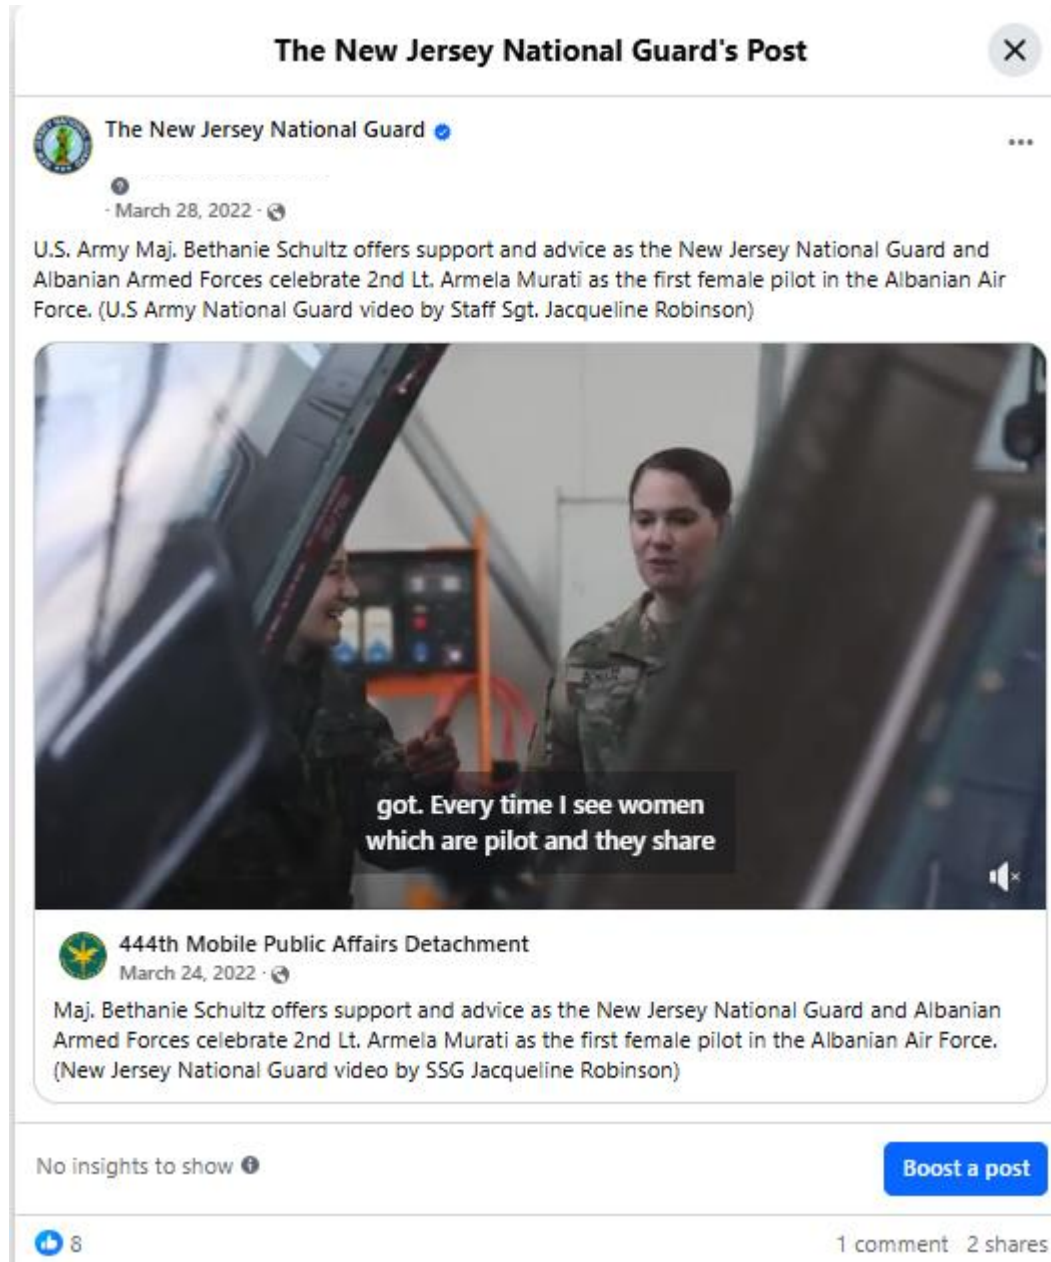 The New Jersey National Guard's Post
The New Jersey National Guard
March 28, 2022 ·
U.S. Army Maj. Bethanie Schultz offers support and advice as the New Jersey National Guard and
Albanian Armed Forces celebrate 2nd Lt. Armela Murati as the first female pilot in the Albanian Air
Force. (U.S Army National Guard video by Staff Sgt. Jacqueline Robinson)
got. Every time I see women
which are pilot and they share
444th Mobile Public Affairs Detachment
March 24, 2022 ·
Maj. Bethanie Schultz offers support and advice as the New Jersey National Guard and Albanian
Armed Forces celebrate 2nd Lt. Armela Murati as the first female pilot in the Albanian Air Force.
(New Jersey National Guard video by SSG Jacqueline Robinson)
No insights to show
Boost a post
8
1 comment 2 shares